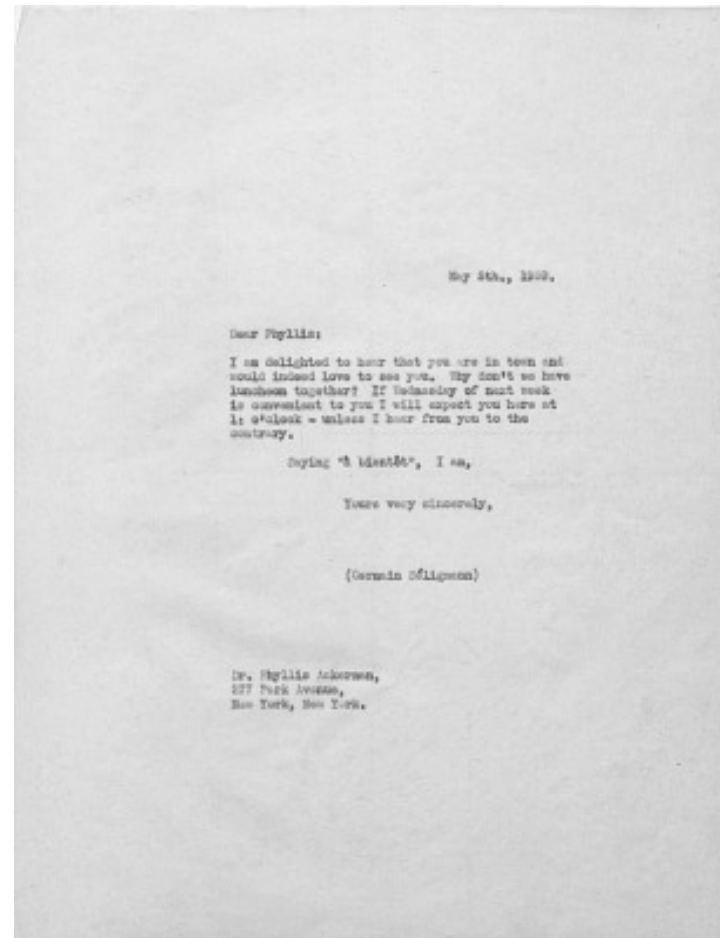 May 5th.,
Dear Phyllis:
I am delighted to hear that you are in town and
would indeed love to see you. Why don't we have
luncheon together? If Wednesday of next week
is convenient to you I will expect you here at
1: o'clock - unless I hear from you to the
contrary.
Saying "à bientôt", I am,
Yours very sincerely,
(Germain Séligmann)
Dr. Phyllis Ackerman,
277 Park Avenue,
New York, New York.